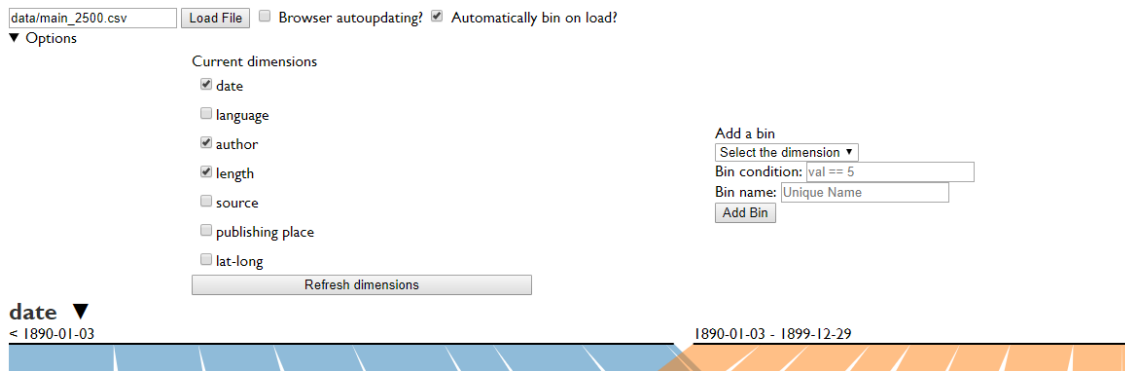 data/main_2500.csv Load File Browser autoupdating? Automatically bin on load?
▼ Options
Current dimensions
date
language
author
length
source
publishing place
lat-long
Refresh dimensions
Add a bin
Select the dimension ▼
Bin condition: val == 5
Bin name: Unique Name
Add Bin
date ▼
< 1890-01-03 1890-01-03 - 1899-12-29